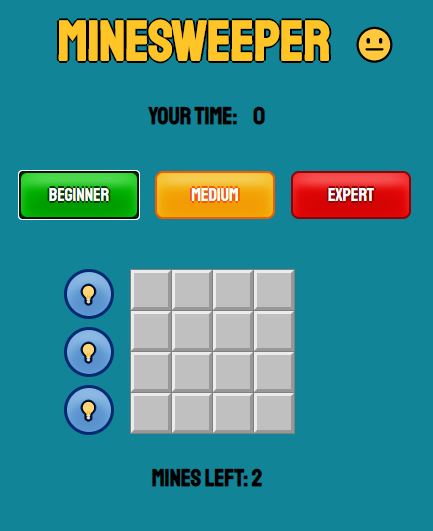 MINESWEEPER
YOUR TIME: 0
BEGINNER MEDIUM EXPERT
MINES LEFT: 2